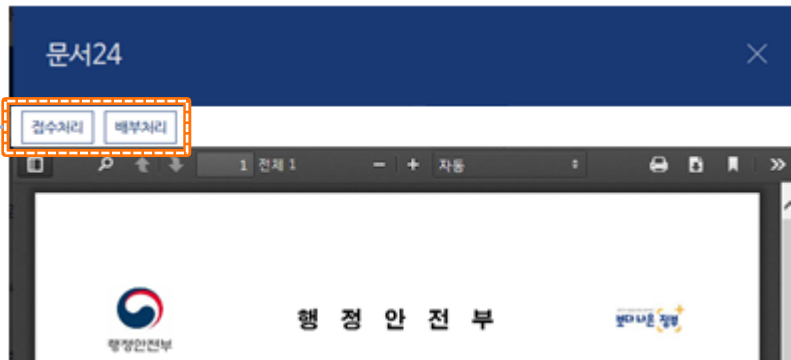 문서24
접수처리 배부처리
1 전체 1 자동
행정안전부
행 정 안 전 부
보다 나은 정부